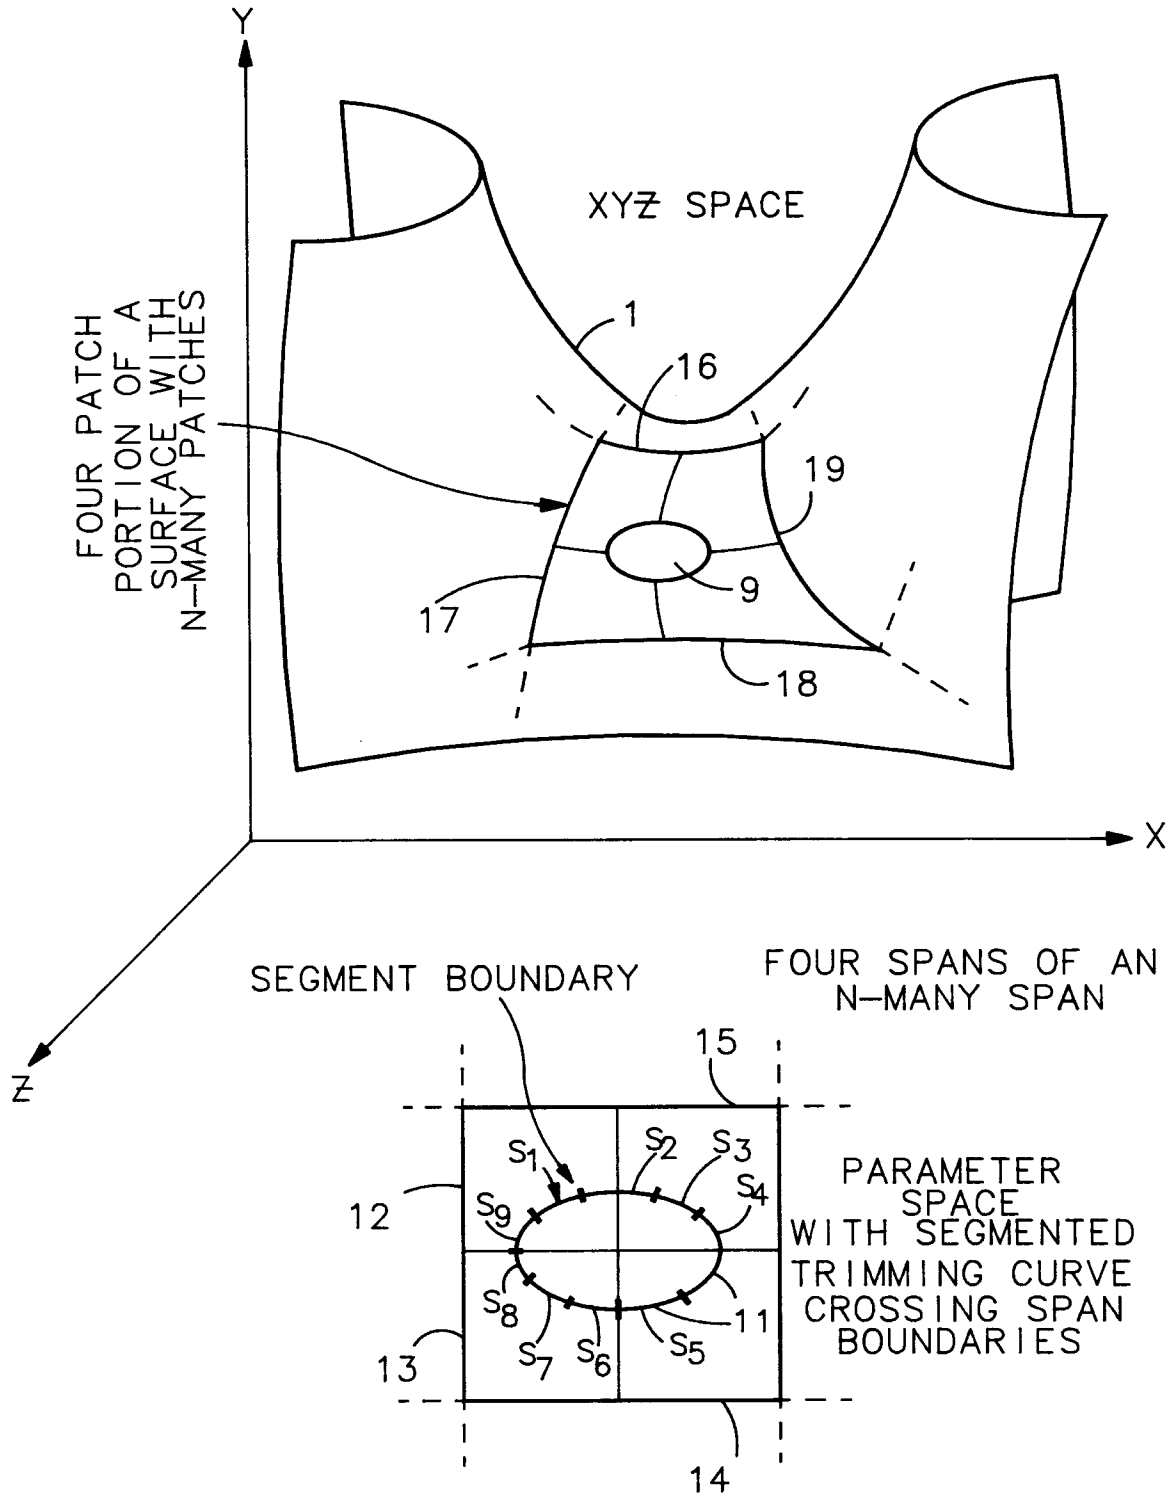 Y
XYZ SPACE
FOUR PATCH
PORTION OF A
SURFACE WITH
N-MANY PATCHES
1
16
19
9
17
18
X
Z
SEGMENT BOUNDARY
FOUR SPANS OF AN
N-MANY SPAN
15
S1
S2
S3
S4
S9
12
PARAMETER
SPACE
WITH SEGMENTED
TRIMMING CURVE
CROSSING SPAN
BOUNDARIES
S8
11
13
S7
S6
S5
14